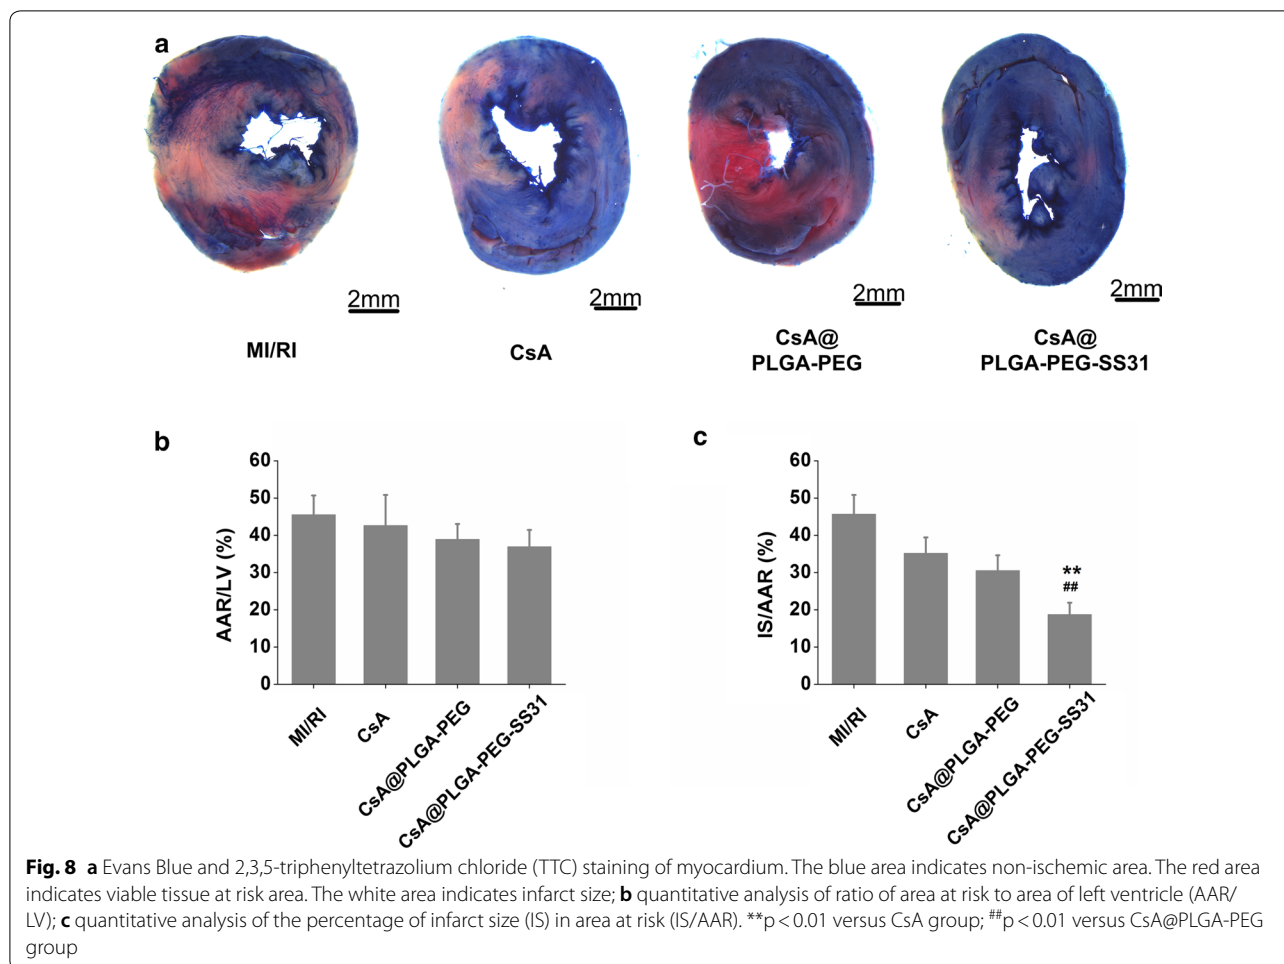 a
2mm
2mm
2mm
2mm
MI/RI
CsA
CsA@
PLGA-PEG
CsA@
PLGA-PEG-SS31
b
60
50
40
30
20
10
0
AAR/LV (%)
MI/RI
CsA
CsA@PLGA-PEG
CsA@PLGA-PEG-SS31
c
60
50
40
30
20
10
0
IS/AAR (%)
**
##
MI/RI
CsA
CsA@PLGA-PEG
CsA@PLGA-PEG-SS31
Fig. 8 a Evans Blue and 2,3,5-triphenyltetrazolium chloride (TTC) staining of myocardium. The blue area indicates non-ischemic area. The red area
indicates viable tissue at risk area. The white area indicates infarct size; b quantitative analysis of ratio of area at risk to area of left ventricle (AAR/
LV); c quantitative analysis of the percentage of infarct size (IS) in area at risk (IS/AAR). **p < 0.01 versus CsA group; ##p < 0.01 versus CsA@PLGA-PEG
group